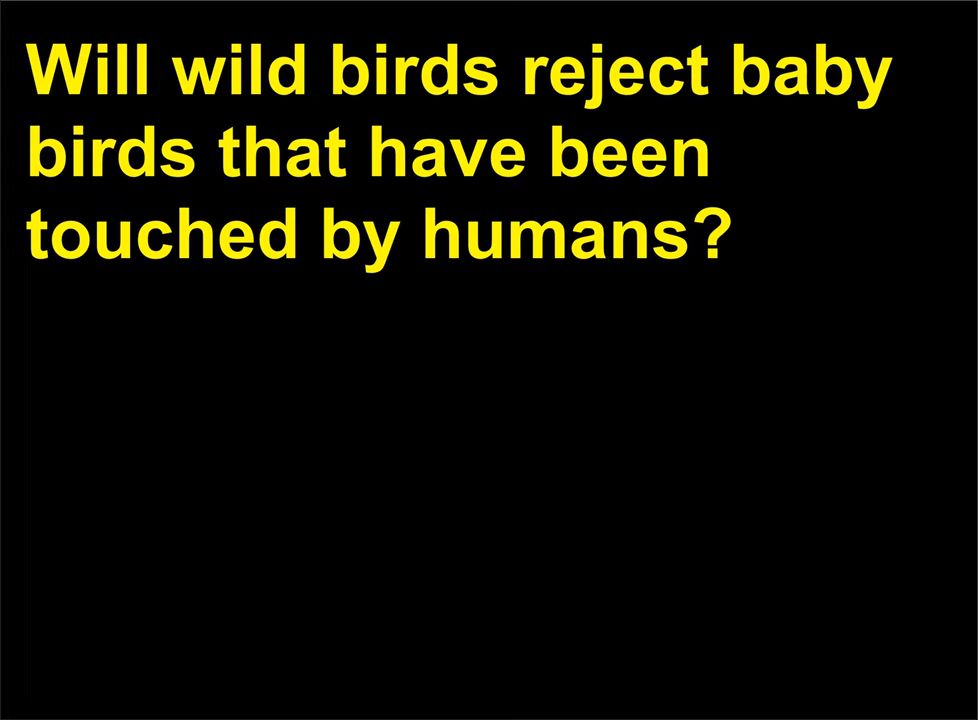 Will wild birds reject baby
birds that have been
touched by humans?